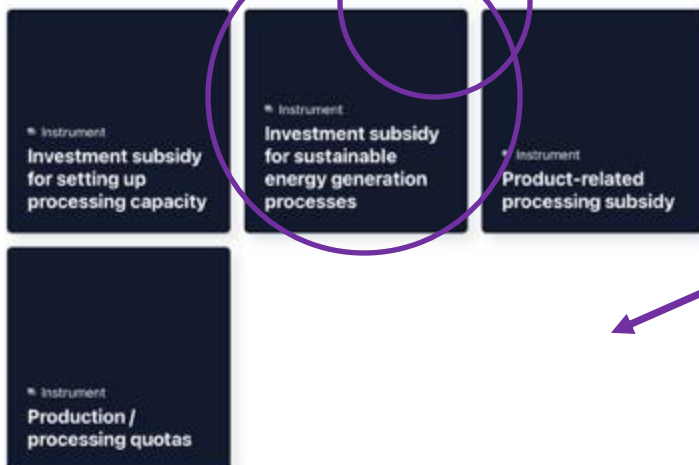 Instrument
Investment subsidy
for setting up
processing capacity
Instrument
Investment subsidy
for sustainable
energy generation
processes
Instrument
Product-related
processing subsidy
Instrument
Production /
processing quotas